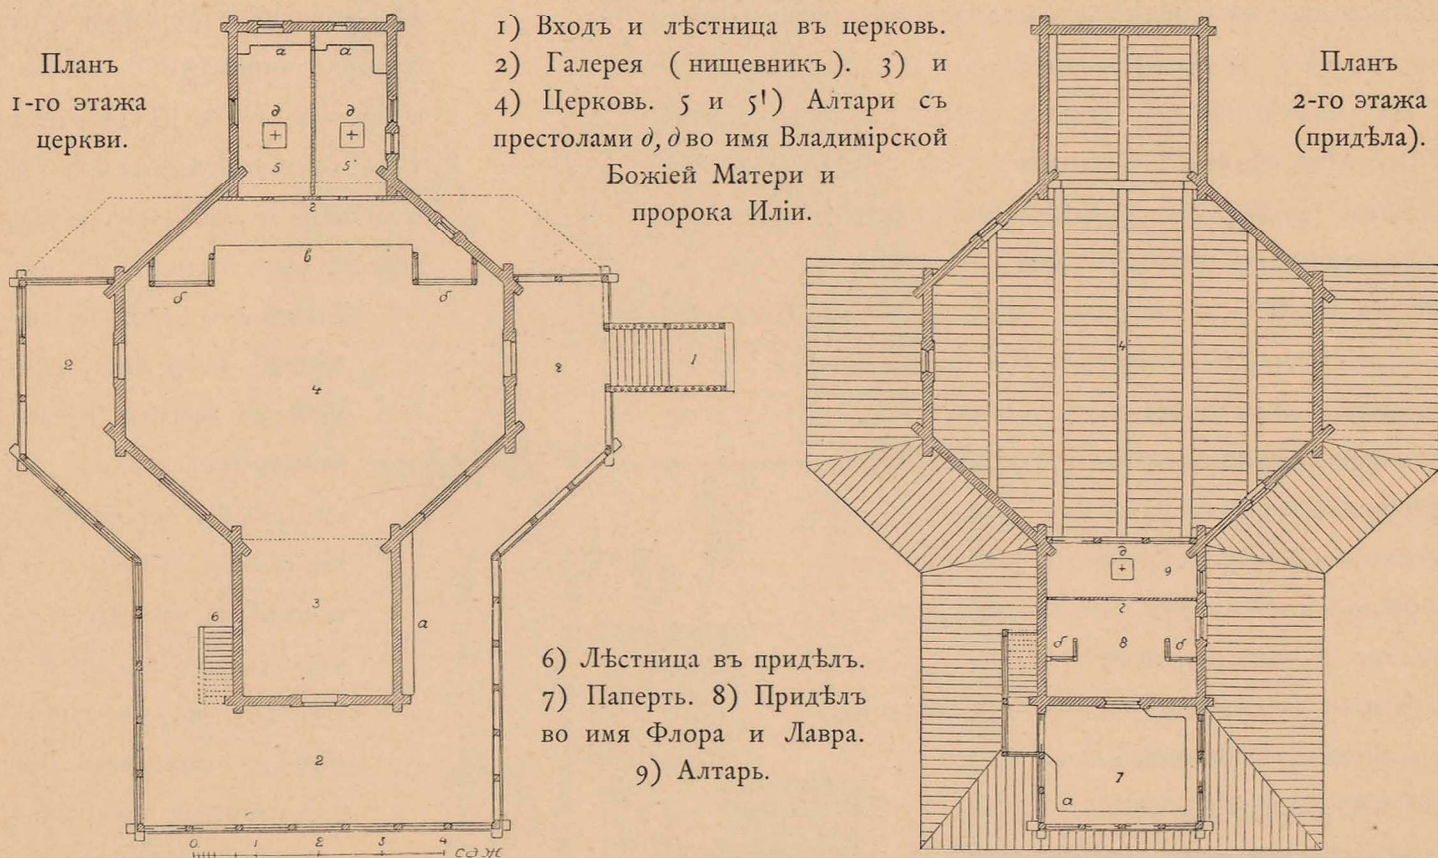 Планъ
1-го этажа
церкви.
1) Входъ и лѣстница въ церковь.
2) Галерея (нищевникъ). 3) и
4) Церковь. 5 и 5') Алтари съ
престолами д, д во имя Владимірской
Божіей Матери и
пророка Иліи.
Планъ
2-го этажа
(придѣла).
а а
д д
5 5'
г
в
б б
2 4 2 1
3
6 а
2
0 1 2 3 4 саж
6) Лѣстница въ придѣлъ.
7) Паперть. 8) Придѣлъ
во имя Флора и Лавра.
9) Алтарь.
4
д
9
г
б 8 б
7
а